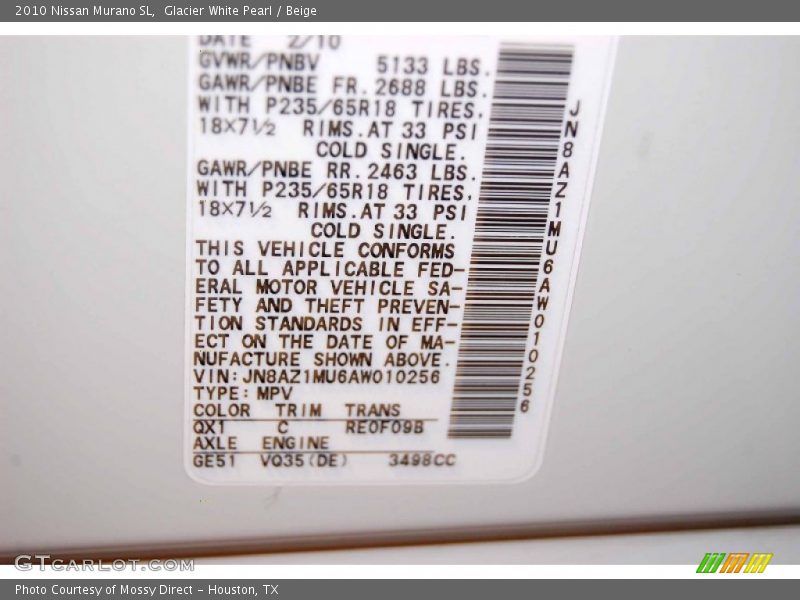 2010 Nissan Murano SL,  Glacier White Pearl / Beige
DATE 2/10
GVWR/PNBV 5133 LBS.
GAWR/PNBE FR. 2688 LBS.
WITH P235/65R18 TIRES,
18×7½ RIMS. AT 33 PSI
COLD SINGLE.
GAWR/PNBE RR. 2463 LBS.
WITH P235/65R18 TIRES,
18×7½ RIMS. AT 33 PSI
COLD SINGLE.
THIS VEHICLE CONFORMS
TO ALL APPLICABLE FED-
ERAL MOTOR VEHICLE SA-
FETY AND THEFT PREVEN-
TION STANDARDS IN EFF-
ECT ON THE DATE OF MA-
NUFACTURE SHOWN ABOVE.
VIN: JN8AZ1MU6AW010256
TYPE: MPV
COLOR TRIM TRANS
QX1 C RE0F09B
AXLE ENGINE
GE51 VQ35(DE) 3498CC
JN8AZ1MU6AW010256
GTCARLOT.COM
Photo Courtesy of Mossy Direct – Houston, TX